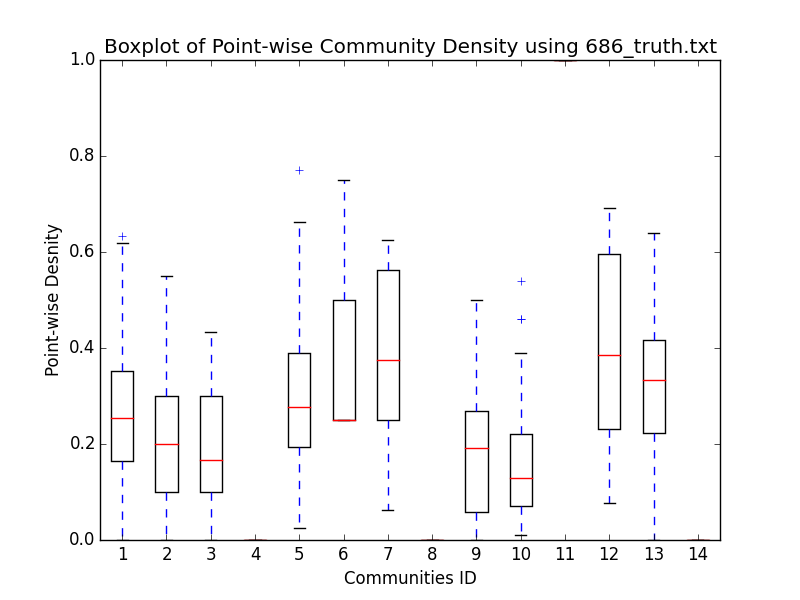 Boxplot of Point-wise Community Density using 686_truth.txt
1.0
0.8
0.6
0.4
0.2
0.0
Point-wise Desnity
1 2 3 4 5 6 7 8 9 10 11 12 13 14
Communities ID